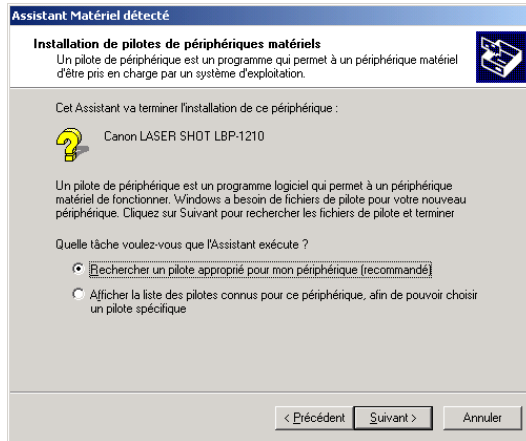 Assistant Matériel détecté
Installation de pilotes de périphériques matériels
Un pilote de périphérique est un programme qui permet à un périphérique matériel
d'être pris en charge par un système d'exploitation.
Cet Assistant va terminer l'installation de ce périphérique :
Canon LASER SHOT LBP-1210
Un pilote de périphérique est un programme logiciel qui permet à un périphérique
matériel de fonctionner. Windows a besoin de fichiers de pilote pour votre nouveau
périphérique. Cliquez sur Suivant pour rechercher les fichiers de pilote et terminer
Quelle tâche voulez-vous que l'Assistant exécute ?
Rechercher un pilote approprié pour mon périphérique (recommandé)
Afficher la liste des pilotes connus pour ce périphérique, afin de pouvoir choisir
un pilote spécifique
< Précédent Suivant > Annuler